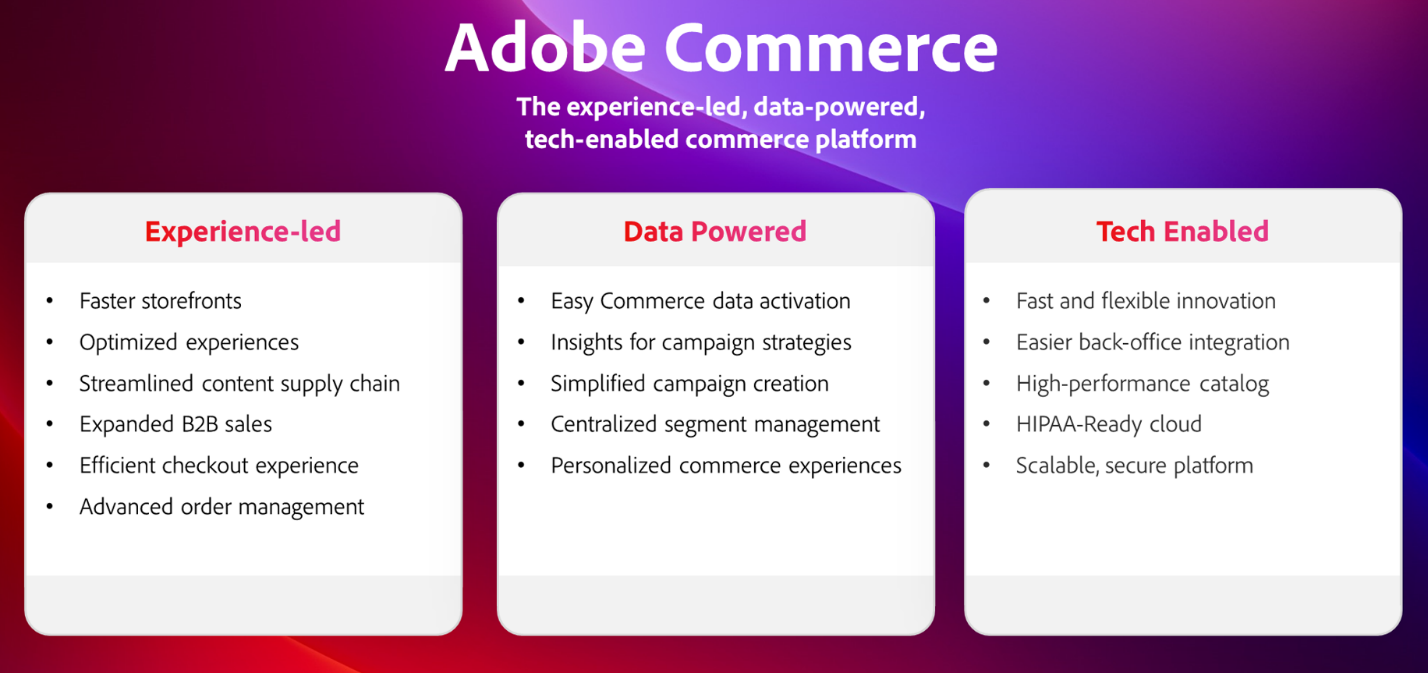 Adobe Commerce
The experience-led, data-powered,
tech-enabled commerce platform
Experience-led
• Faster storefronts
• Optimized experiences
• Streamlined content supply chain
• Expanded B2B sales
• Efficient checkout experience
• Advanced order management
Data Powered
• Easy Commerce data activation
• Insights for campaign strategies
• Simplified campaign creation
• Centralized segment management
• Personalized commerce experiences
Tech Enabled
• Fast and flexible innovation
• Easier back-office integration
• High-performance catalog
• HIPAA-Ready cloud
• Scalable, secure platform